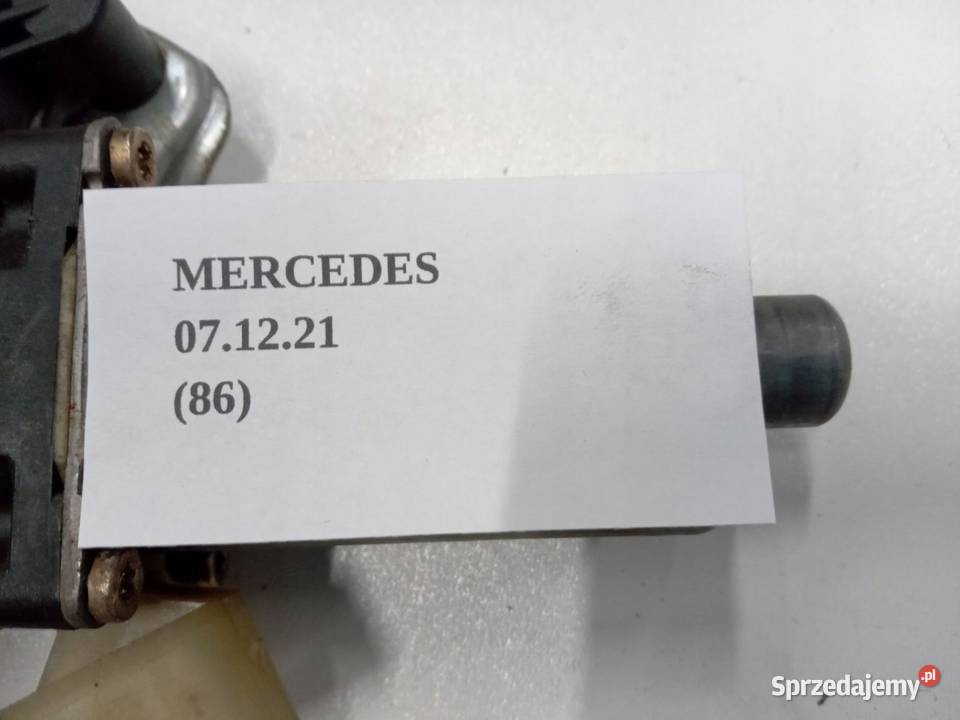 MERCEDES
07.12.21
(86)
Sprzedajemy.pl